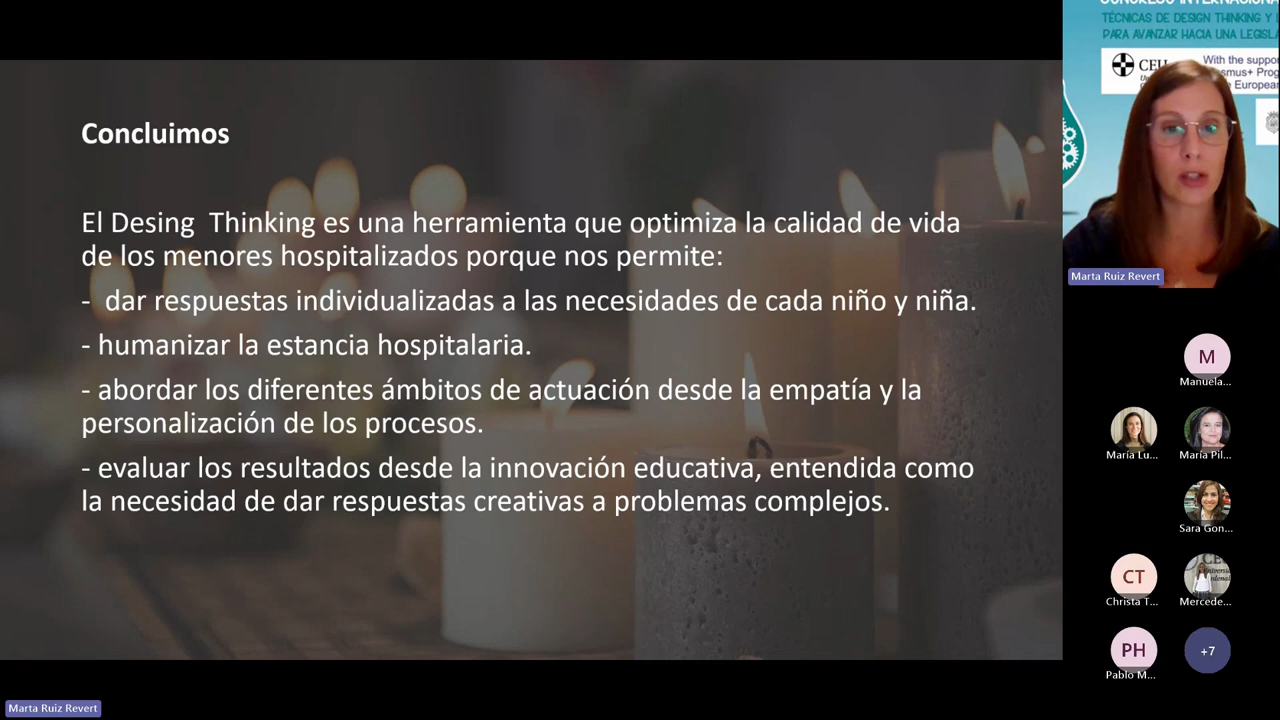 Concluimos
El Desing  Thinking es una herramienta que optimiza la calidad de vida
de los menores hospitalizados porque nos permite:
-  dar respuestas individualizadas a las necesidades de cada niño y niña.
- humanizar la estancia hospitalaria.
- abordar los diferentes ámbitos de actuación desde la empatía y la
personalización de los procesos.
- evaluar los resultados desde la innovación educativa, entendida como
la necesidad de dar respuestas creativas a problemas complejos.
Marta Ruiz Revert
CONGRESO INTERNACIONA
TÉCNICAS DE DESIGN THINKING Y
PARA AVANZAR HACIA UNA LEGISLA
CEU
With the suppo
smus+ Prog
European
Marta Ruiz Revert
M
Manuela...
María Lu...
María Pil...
Sara Gon...
CT
Christa T...
Mercede...
PH
Pablo M...
+7